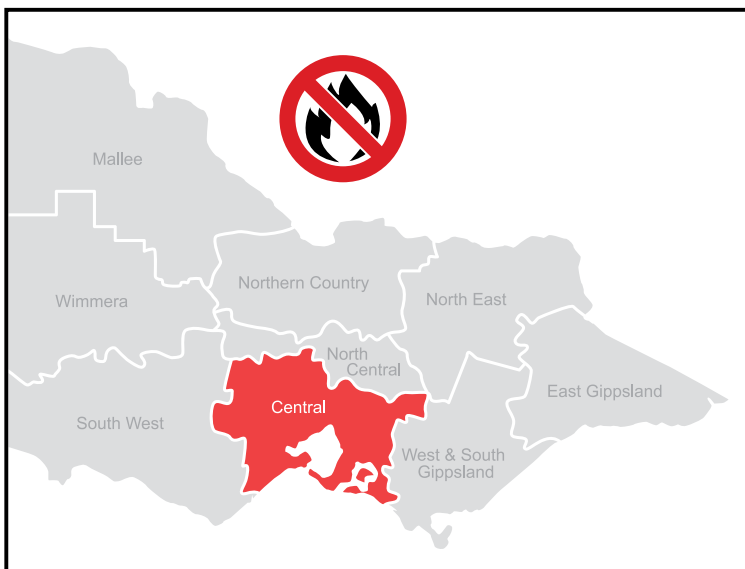 Mallee
Northern Country
Wimmera
North East
North
Central
East Gippsland
Central
South West
West & South
Gippsland